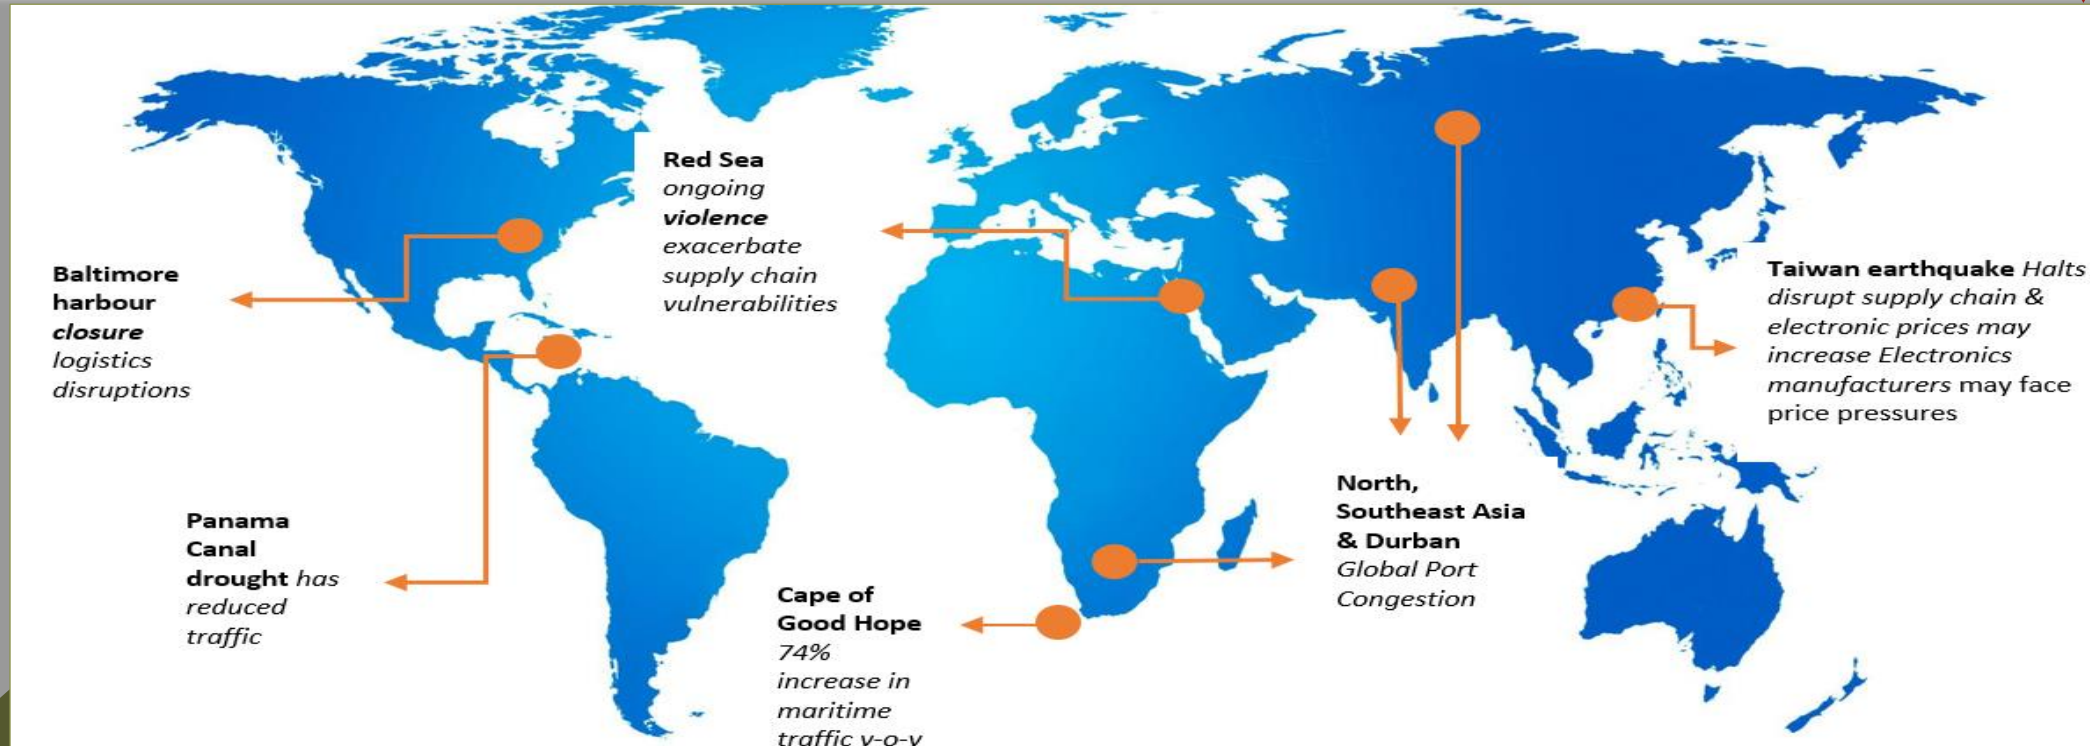 Red Sea
ongoing
violence
exacerbate
supply chain
vulnerabilities
Baltimore
harbour
closure
logistics
disruptions
Taiwan earthquake Halts
disrupt supply chain &
electronic prices may
increase Electronics
manufacturers may face
price pressures
North,
Southeast Asia
& Durban
Global Port
Congestion
Panama
Canal
drought has
reduced
traffic
Cape of
Good Hope
74%
increase in
maritime
traffic y-o-y